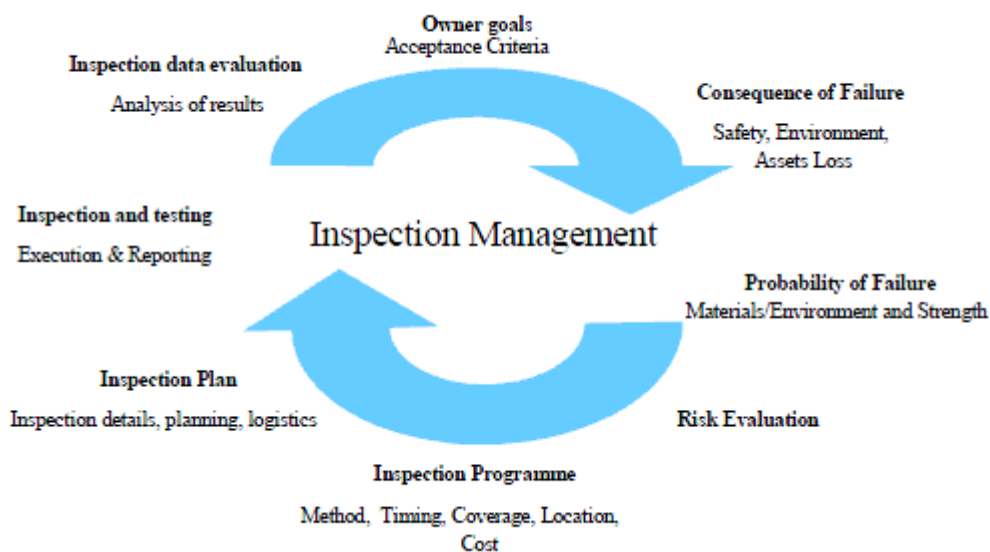 Owner goals
Acceptance Criteria
Inspection data evaluation
Analysis of results
Consequence of Failure
Safety, Environment,
Assets Loss
Inspection and testing
Execution & Reporting
Inspection Management
Probability of Failure
Materials/Environment and Strength
Inspection Plan
Inspection details, planning, logistics
Risk Evaluation
Inspection Programme
Method, Timing, Coverage, Location,
Cost